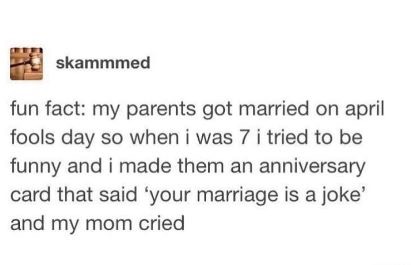 skammmed
fun fact: my parents got married on april
fools day so when i was 7 i tried to be
funny and i made them an anniversary
card that said ‘your marriage is a joke’
and my mom cried